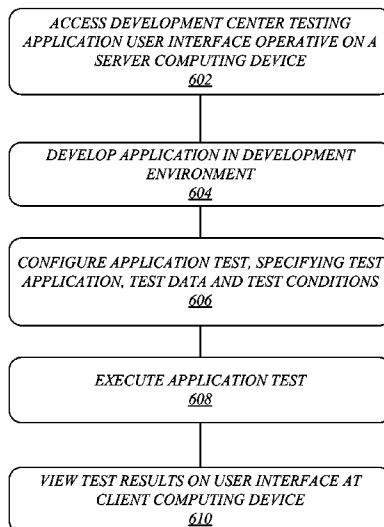 ACCESS DEVELOPMENT CENTER TESTING
APPLICATION USER INTERFACE OPERATIVE ON A
SERVER COMPUTING DEVICE
602
DEVELOP APPLICATION IN DEVELOPMENT
ENVIRONMENT
604
CONFIGURE APPLICATION TEST, SPECIFYING TEST
APPLICATION, TEST DATA AND TEST CONDITIONS
606
EXECUTE APPLICATION TEST
608
VIEW TEST RESULTS ON USER INTERFACE AT
CLIENT COMPUTING DEVICE
610